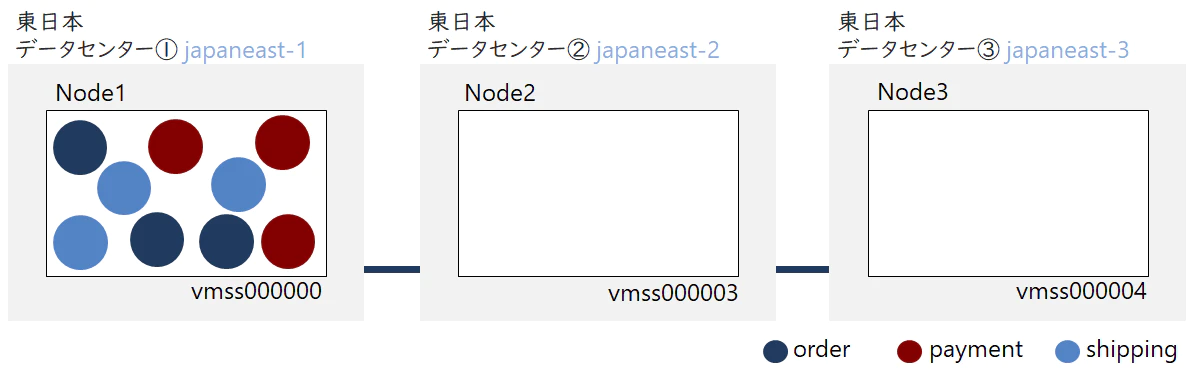 東日本
データセンター① japaneast-1
東日本
データセンター② japaneast-2
東日本
データセンター③ japaneast-3
Node1
Node2
Node3
vmss000000
vmss000003
vmss000004
order
payment
shipping